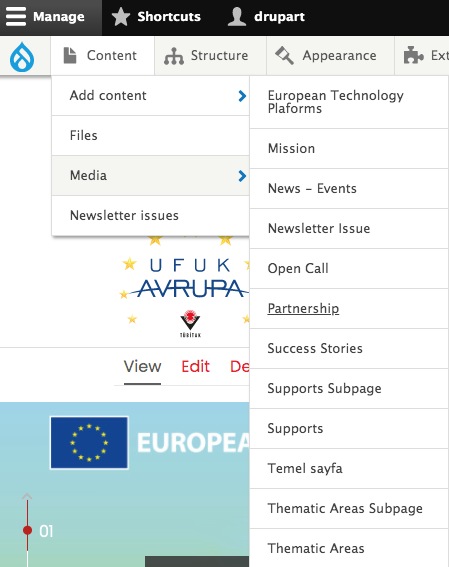 Manage
Shortcuts
drupart
Content
Structure
Appearance
Ext
Add content
Files
Media
Newsletter issues
European Technology
Plaforms
Mission
News – Events
Newsletter Issue
Open Call
Partnership
Success Stories
Supports Subpage
Supports
Temel sayfa
Thematic Areas Subpage
Thematic Areas
UFUK
AVRUPA
TÜBİTAK
View
Edit
De
EUROPEA
01